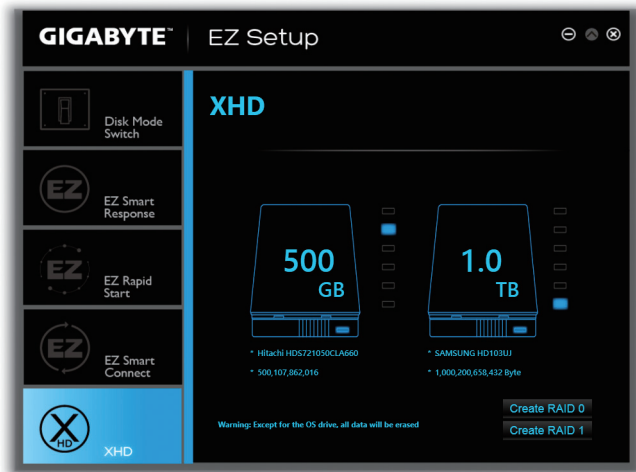 GIGABYTE™ EZ Setup
Disk Mode
Switch
EZ
EZ Smart
Response
EZ
EZ Rapid
Start
EZ
EZ Smart
Connect
X
HD
XHD
XHD
500
GB
1.0
TB
* Hitachi HDS721050CLA660
* 500,107,862,016
* SAMSUNG HD103UJ
* 1,000,200,658,432 Byte
Warning: Except for the OS drive, all data will be erased
Create RAID 0
Create RAID 1